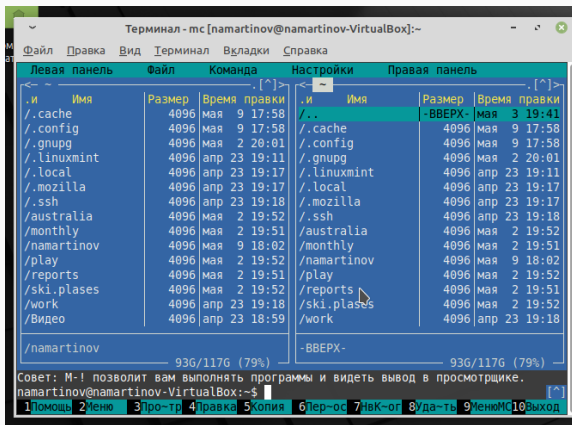 Терминал - mc [namartinov@namartinov-VirtualBox]:~
Файл Правка Вид Терминал Вкладки Справка
Левая панель Файл Команда Настройки Правая панель
<- ~ .[^]> <- ~ .[^]>
.и Имя Размер Время правки .и Имя Размер Время правки
/.cache 4096 мая 9 17:58 /.. -ВВЕРХ- мая 3 19:41
/.config 4096 мая 9 17:58 /.cache 4096 мая 9 17:58
/.gnupg 4096 мая 2 20:01 /.config 4096 мая 9 17:58
/.linuxmint 4096 апр 23 19:11 /.gnupg 4096 мая 2 20:01
/.local 4096 апр 23 19:17 /.linuxmint 4096 апр 23 19:11
/.mozilla 4096 апр 23 19:17 /.local 4096 апр 23 19:17
/.ssh 4096 апр 23 19:18 /.mozilla 4096 апр 23 19:17
/australia 4096 мая 2 19:52 /.ssh 4096 апр 23 19:18
/monthly 4096 мая 2 19:51 /australia 4096 мая 2 19:52
/namartinov 4096 мая 9 18:02 /monthly 4096 мая 2 19:51
/play 4096 мая 2 19:52 /namartinov 4096 мая 9 18:02
/reports 4096 мая 2 19:51 /play 4096 мая 2 19:52
/ski.plases 4096 мая 2 19:52 /reports 4096 мая 2 19:51
/work 4096 апр 23 19:18 /ski.plases 4096 мая 2 19:52
/Видео 4096 апр 23 18:59 /work 4096 апр 23 19:18
/namartinov -ВВЕРХ-
93G/117G (79%) 93G/117G (79%)
Совет: M-! позволит вам выполнять программы и видеть вывод в просмотрщике.
namartinov@namartinov-VirtualBox:~$ [^]
1Помощь 2Меню 3Про~тр 4Правка 5Копия 6Пер~ос 7НвК~ог 8Уда~ть 9МенюМС 10Выход